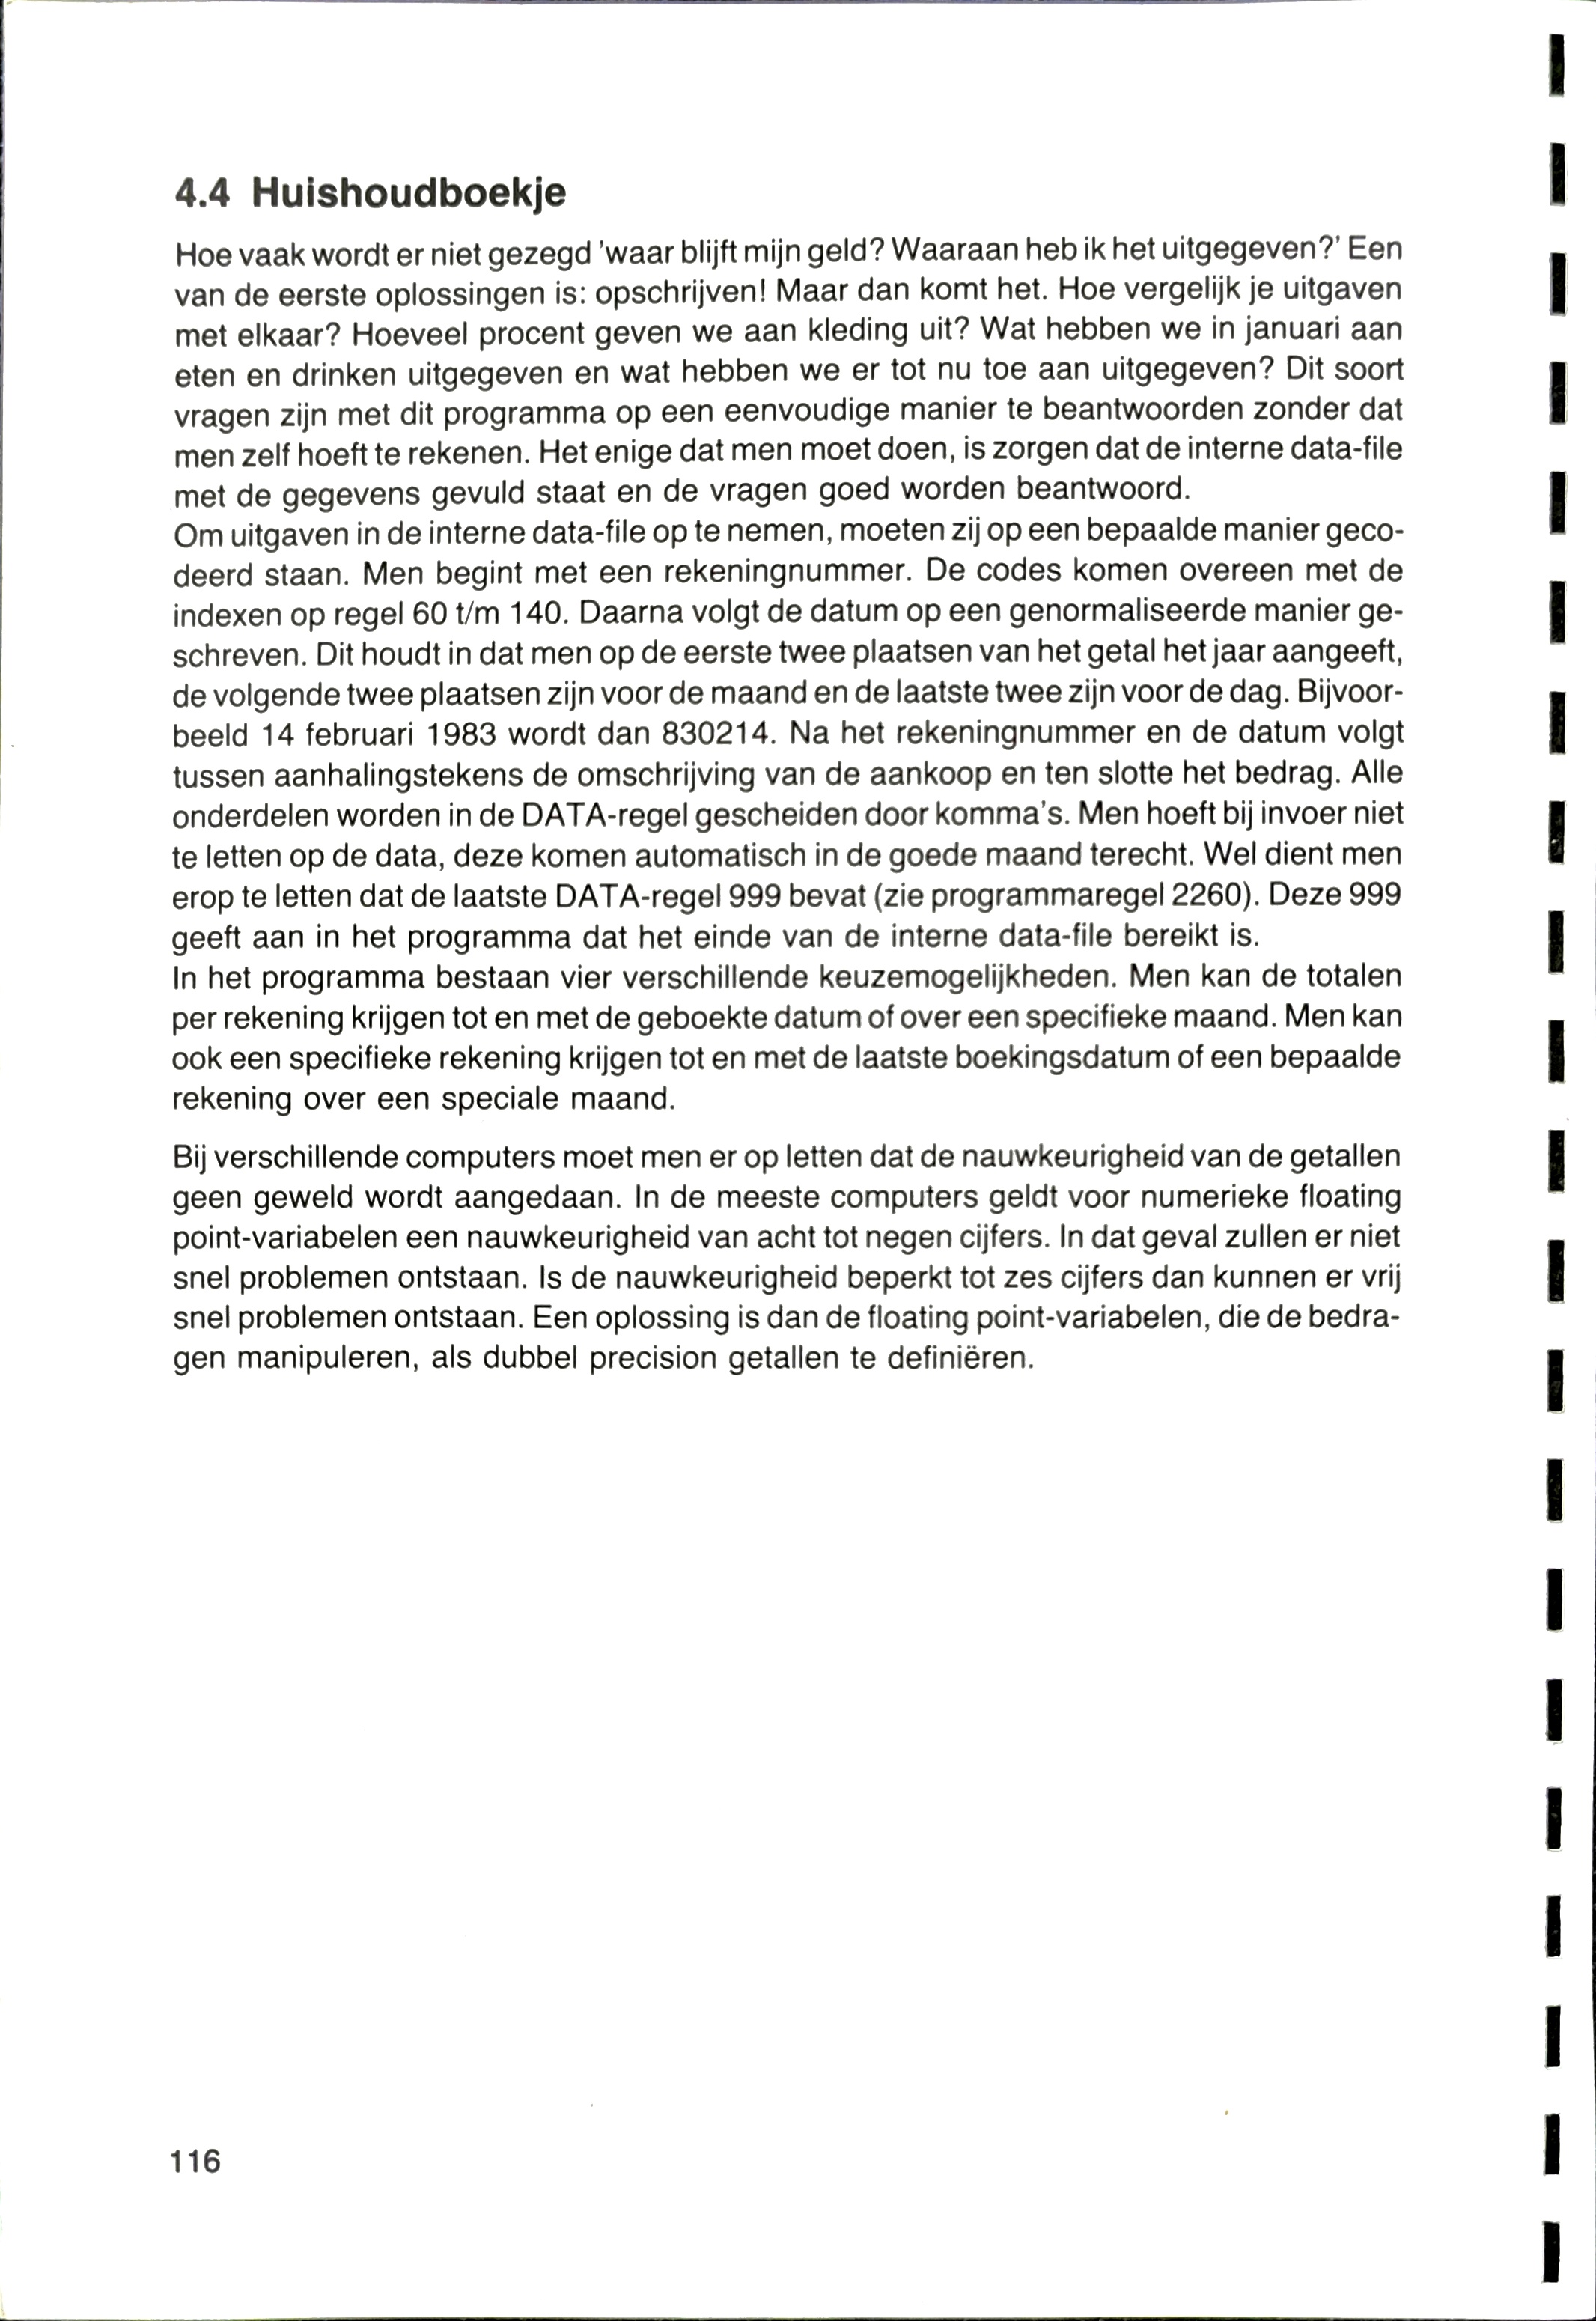 4.4 Huishoudboekje
Hoe vaak wordt er niet gezegd 'waar blijft mijn geld? Waaraan heb ik het uitgegeven?' Een
van de eerste oplossingen is: opschrijven! Maar dan komt het. Hoe vergelijk je uitgaven
met elkaar? Hoeveel procent geven we aan kleding uit? Wat hebben we in januari aan
eten en drinken uitgegeven en wat hebben we er tot nu toe aan uitgegeven? Dit soort
vragen zijn met dit programma op een eenvoudige manier te beantwoorden zonder dat
men zelf hoeft te rekenen. Het enige dat men moet doen, is zorgen dat de interne data-file
met de gegevens gevuld staat en de vragen goed worden beantwoord.
Om uitgaven in de interne data-file op te nemen, moeten zij op een bepaalde manier geco-
deerd staan. Men begint met een rekeningnummer. De codes komen overeen met de
indexen op regel 60 t/m 140. Daarna volgt de datum op een genormaliseerde manier ge-
schreven. Dit houdt in dat men op de eerste twee plaatsen van het getal het jaar aangeeft,
de volgende twee plaatsen zijn voor de maand en de laatste twee zijn voor de dag. Bijvoor-
beeld 14 februari 1983 wordt dan 830214. Na het rekeningnummer en de datum volgt
tussen aanhalingstekens de omschrijving van de aankoop en ten slotte het bedrag. Alle
onderdelen worden in de DATA-regel gescheiden door komma's. Men hoeft bij invoer niet
te letten op de data, deze komen automatisch in de goede maand terecht. Wel dient men
erop te letten dat de laatste DATA-regel 999 bevat (zie programmaregel 2260). Deze 999
geeft aan in het programma dat het einde van de interne data-file bereikt is.
In het programma bestaan vier verschillende keuzemogelijkheden. Men kan de totalen
per rekening krijgen tot en met de geboekte datum of over een specifieke maand. Men kan
ook een specifieke rekening krijgen tot en met de laatste boekingsdatum of een bepaalde
rekening over een speciale maand.
Bij verschillende computers moet men er op letten dat de nauwkeurigheid van de getallen
geen geweld wordt aangedaan. In de meeste computers geldt voor numerieke floating
point-variabelen een nauwkeurigheid van acht tot negen cijfers. In dat geval zullen er niet
snel problemen ontstaan. Is de nauwkeurigheid beperkt tot zes cijfers dan kunnen er vrij
snel problemen ontstaan. Een oplossing is dan de floating point-variabelen, die de bedra-
gen manipuleren, als dubbel precision getallen te definiëren.
116